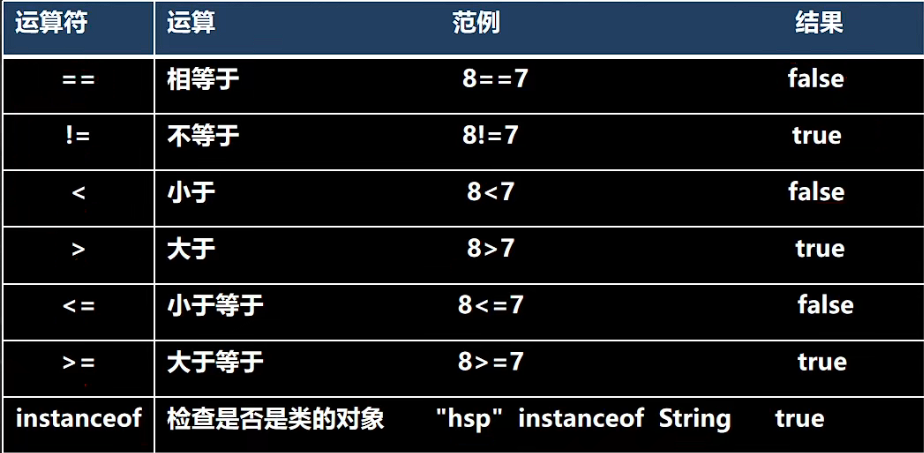 运算符 运算 范例 结果
== 相等于 8==7 false
!= 不等于 8!=7 true
< 小于 8<7 false
> 大于 8>7 true
<= 小于等于 8<=7 false
>= 大于等于 8>=7 true
instanceof 检查是否是类的对象 "hsp" instanceof String true